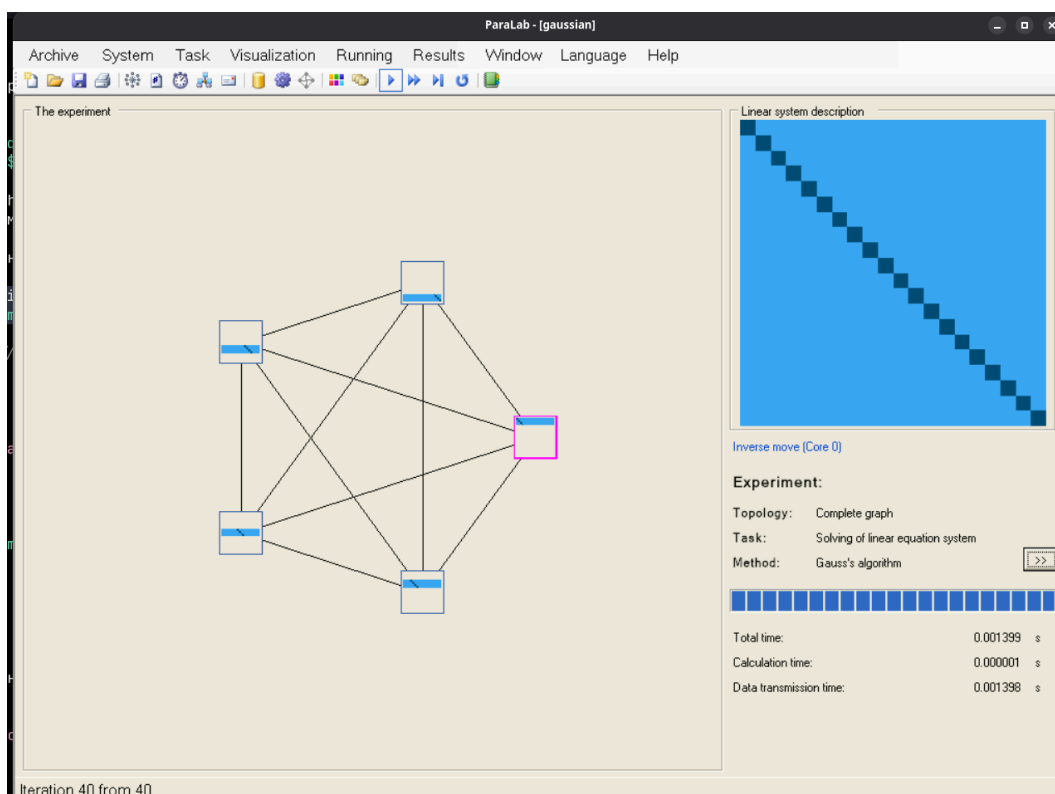 ParaLab - [gaussian]
Archive System Task Visualization Running Results Window Language Help
The experiment
Linear system description
Inverse move (Core 0)
Experiment:
Topology: Complete graph
Task: Solving of linear equation system
Method: Gauss's algorithm
>>
Total time: 0.001399 s
Calculation time: 0.000001 s
Data transmission time: 0.001398 s
Iteration 40 from 40